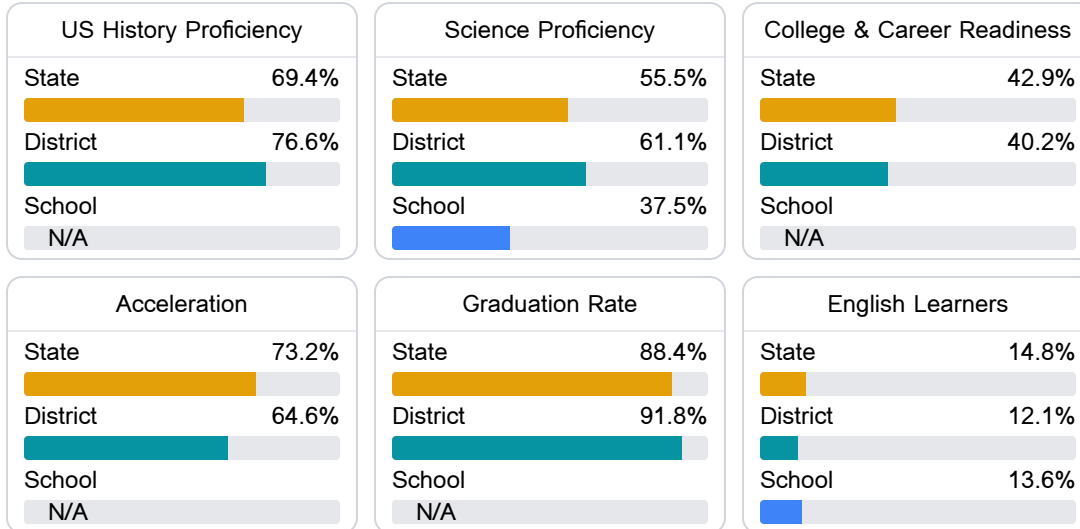 US History Proficiency
State 69.4%
District 76.6%
School
N/A
Science Proficiency
State 55.5%
District 61.1%
School 37.5%
College & Career Readiness
State 42.9%
District 40.2%
School
N/A
Acceleration
State 73.2%
District 64.6%
School
N/A
Graduation Rate
State 88.4%
District 91.8%
School
N/A
English Learners
State 14.8%
District 12.1%
School 13.6%